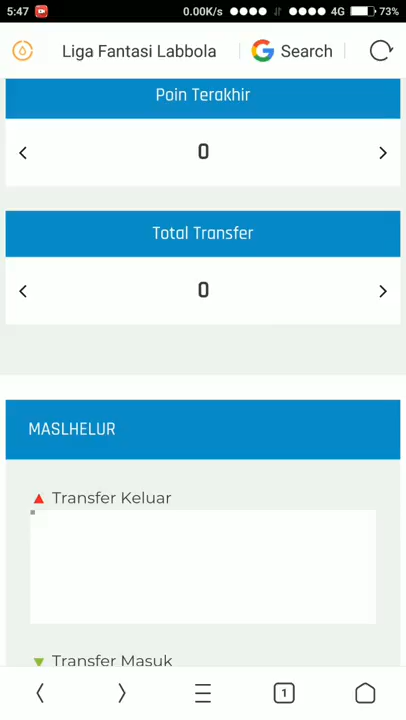 5:47 0.00K/s 4G 73%
Liga Fantasi Labbola Search
Poin Terakhir
0
Total Transfer
0
MASLHELUR
Transfer Keluar
Transfer Masuk
1